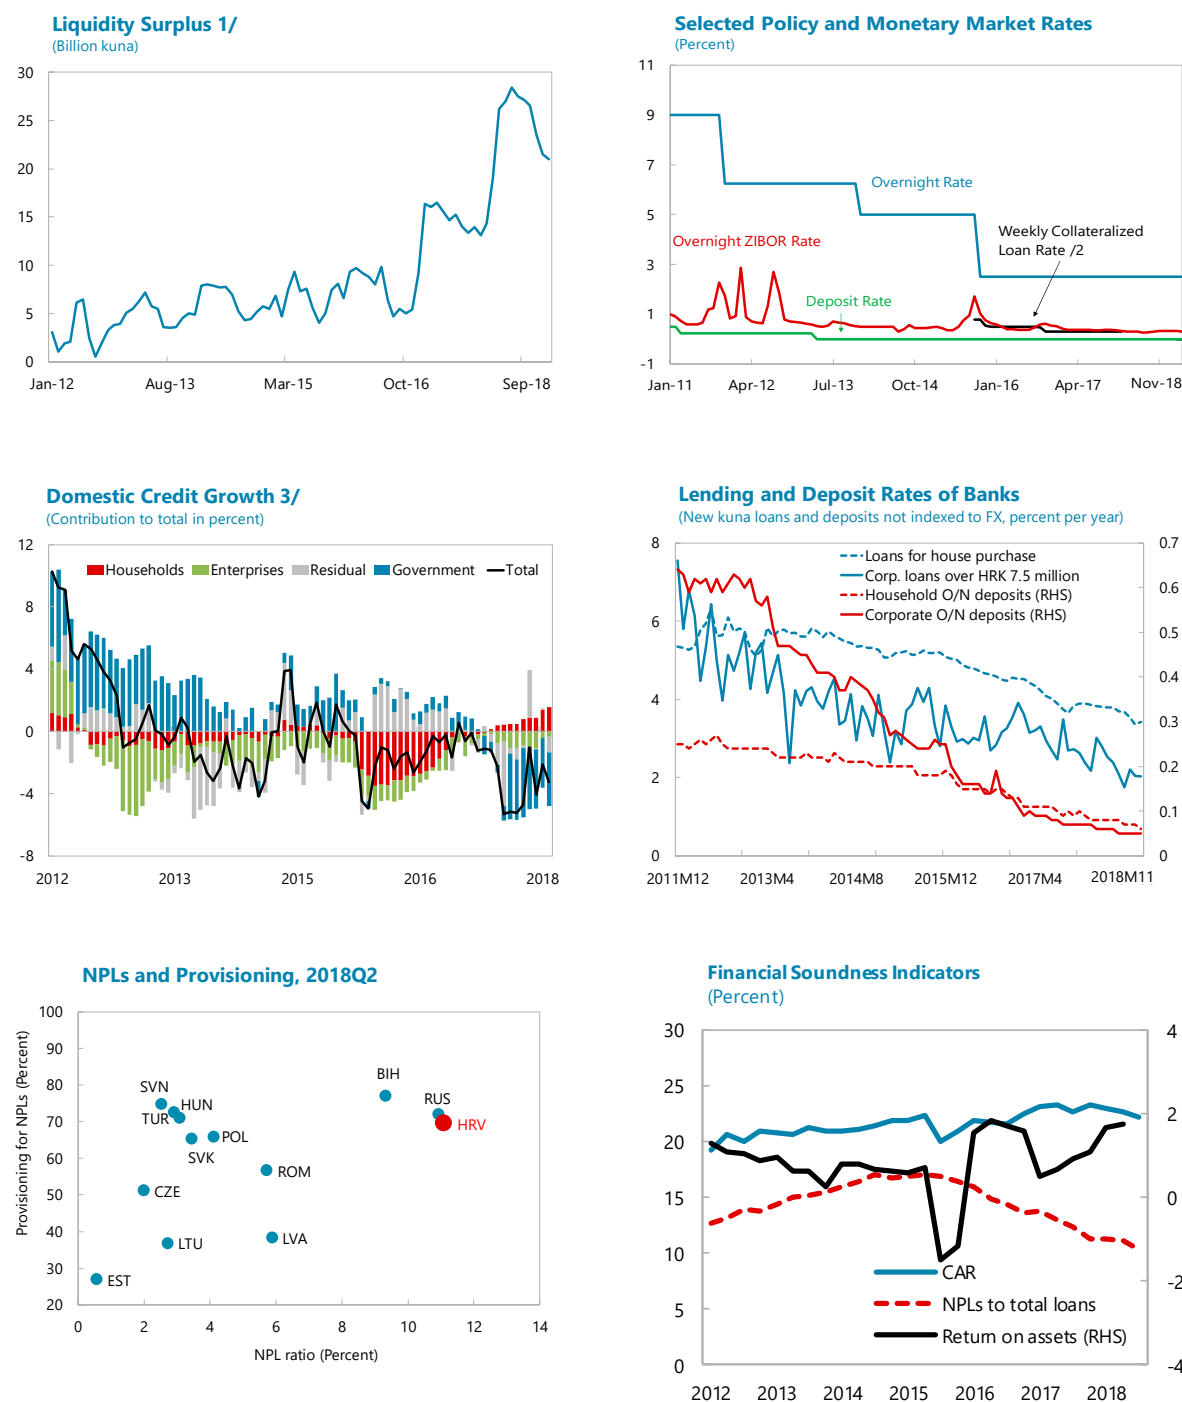 Liquidity Surplus 1/
(Billion kuna)
30
25
20
15
10
5
0
Jan-12 Aug-13 Mar-15 Oct-16 Sep-18
Selected Policy and Monetary Market Rates
(Percent)
11
9
7
5
3
1
-1
Overnight Rate
Weekly Collateralized
Loan Rate /2
Overnight ZIBOR Rate
Deposit Rate
Jan-11 Apr-12 Jul-13 Oct-14 Jan-16 Apr-17 Nov-18
Domestic Credit Growth 3/
(Contribution to total in percent)
12
8
4
0
-4
-8
Households Enterprises Residual Government Total
2012 2013 2015 2016 2018
Lending and Deposit Rates of Banks
(New kuna loans and deposits not indexed to FX, percent per year)
8
6
4
2
0
0.7
0.6
0.5
0.4
0.3
0.2
0.1
0
Loans for house purchase
Corp. loans over HRK 7.5 million
Household O/N deposits (RHS)
Corporate O/N deposits (RHS)
2011M12 2013M4 2014M8 2015M12 2017M4 2018M11
NPLs and Provisioning, 2018Q2
Provisioning for NPLs (Percent)
100
90
80
70
60
50
40
30
20
BIH
SVN
RUS
HUN
TUR
HRV
POL
SVK
ROM
CZE
LTU
LVA
EST
0 2 4 6 8 10 12 14
NPL ratio (Percent)
Financial Soundness Indicators
(Percent)
30
25
20
15
10
5
0
4
2
0
-2
-4
CAR
NPLs to total loans
Return on assets (RHS)
2012 2013 2014 2015 2016 2017 2018